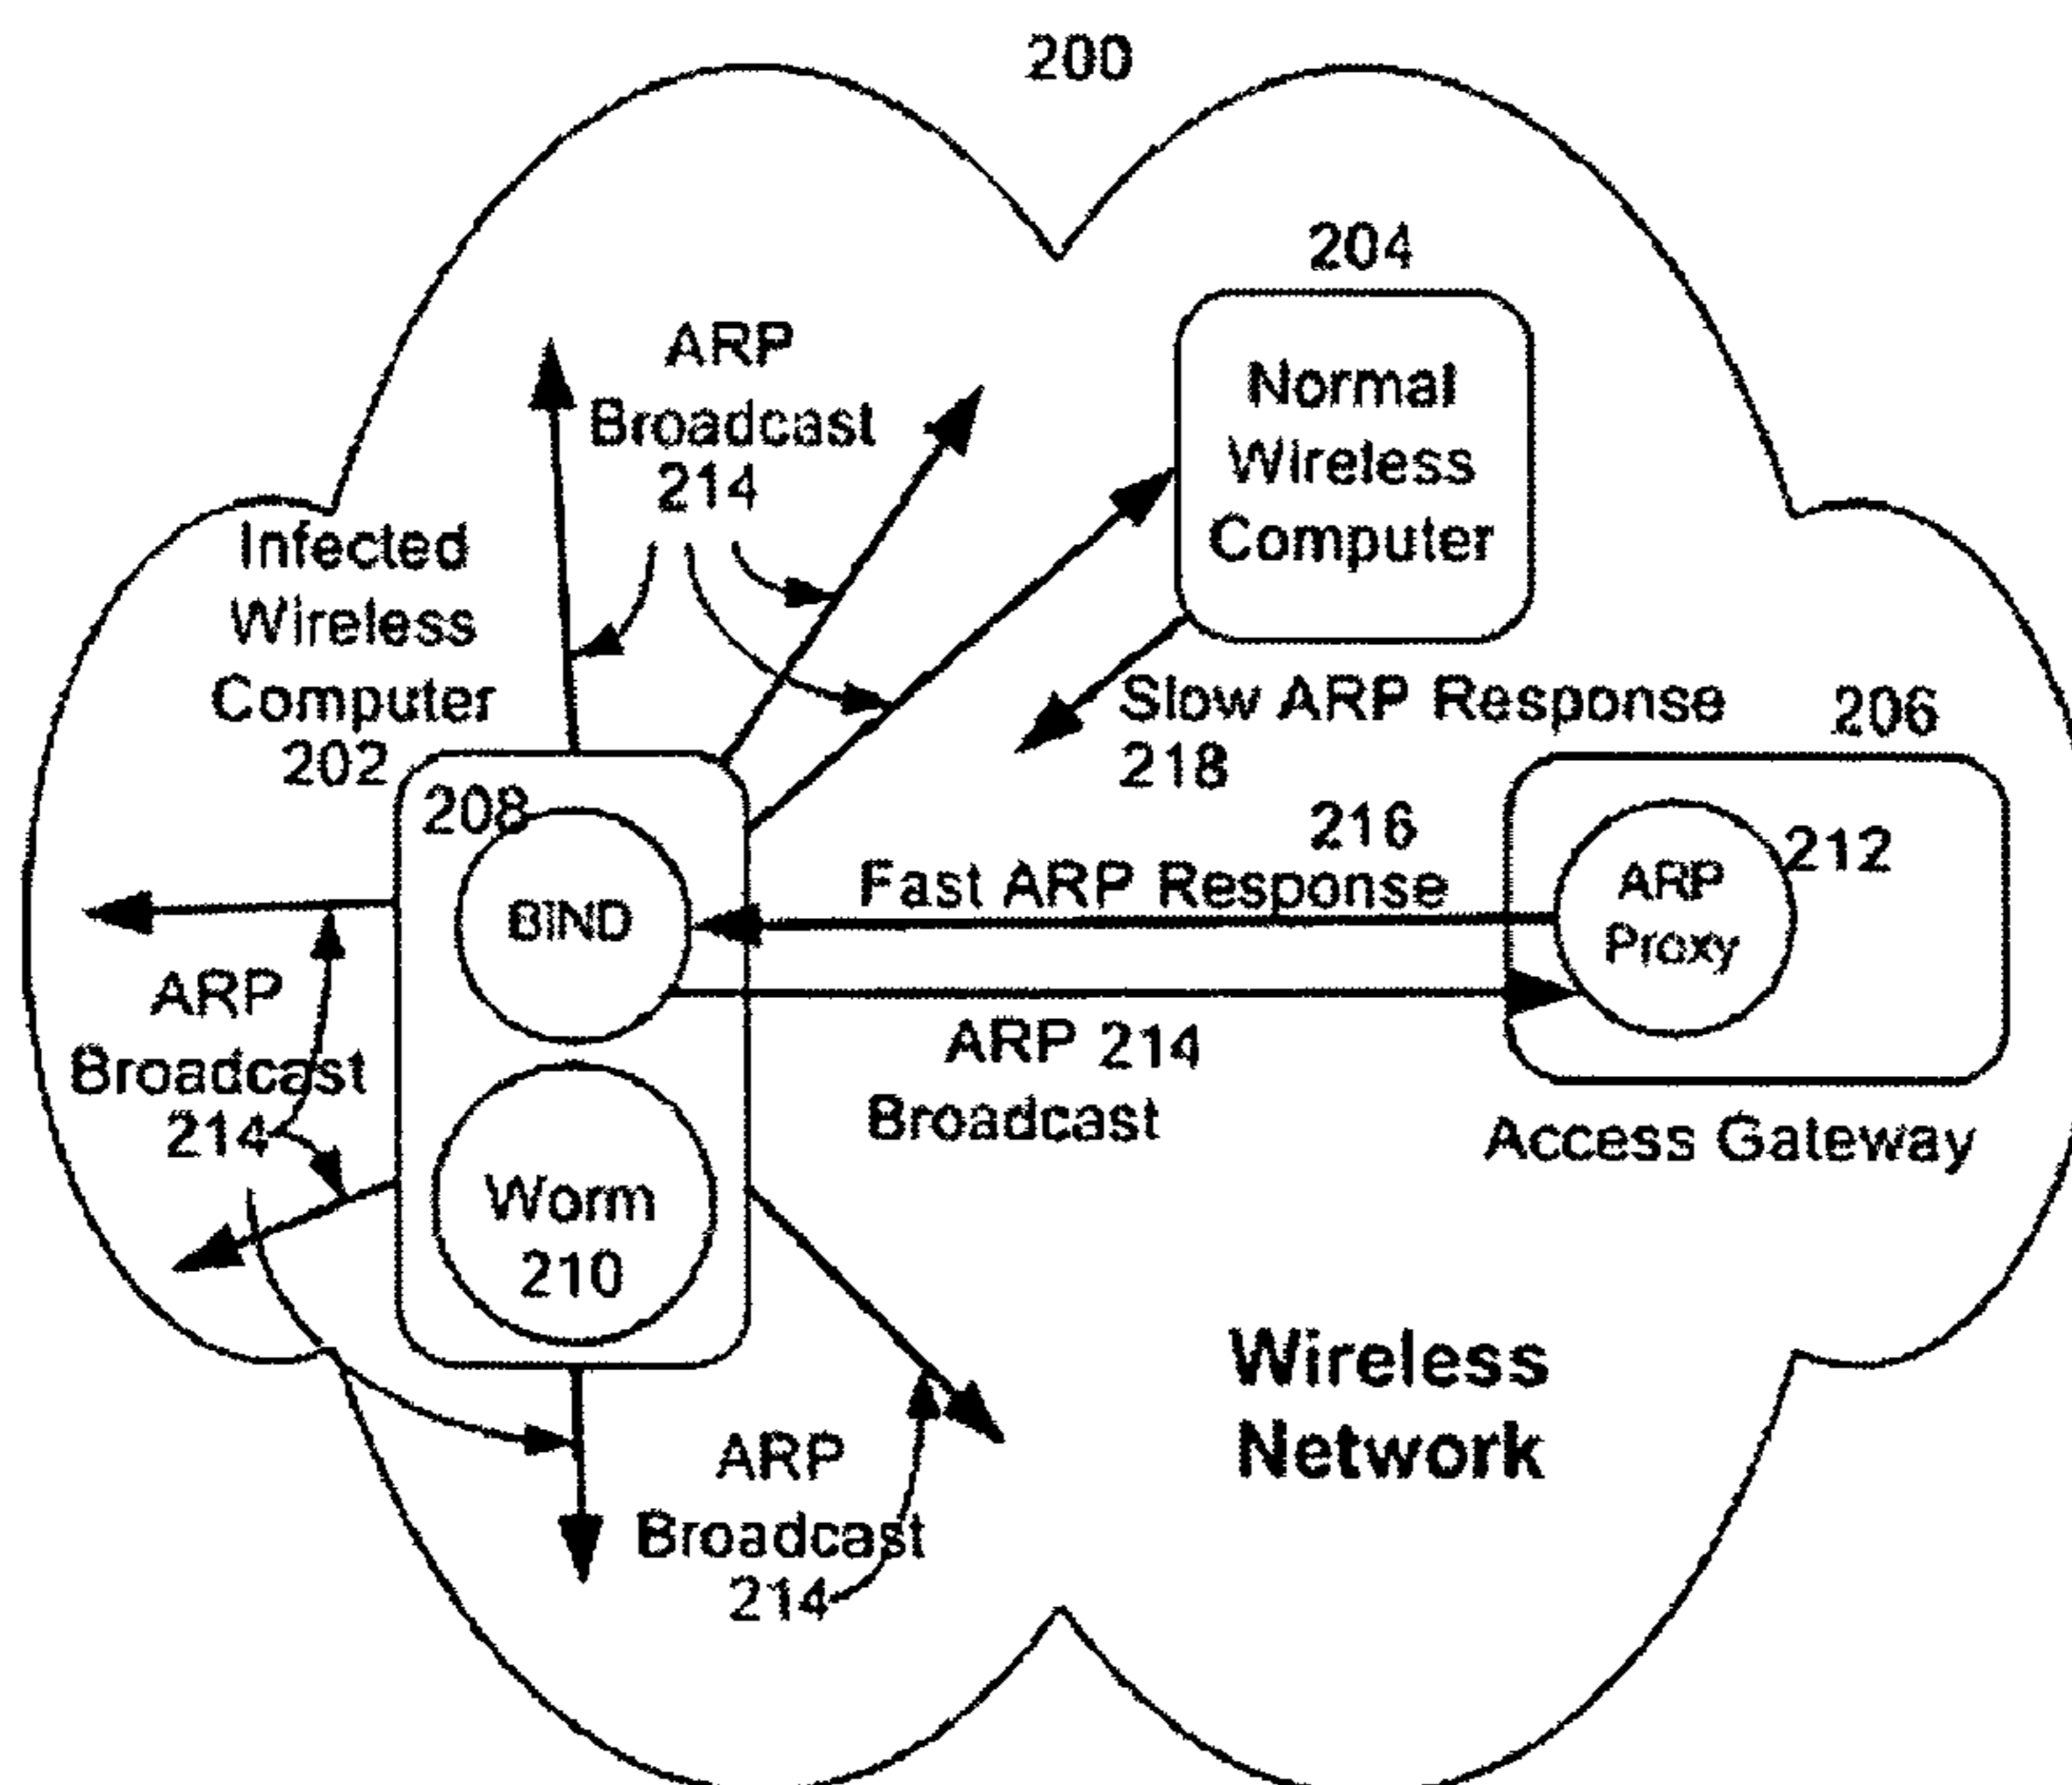 200
204
Normal
Wireless
Computer
ARP
Broadcast
214
Infected
Wireless
Computer
202
Slow ARP Response
218
206
208
BIND
216
Fast ARP Response
ARP
Proxy
212
ARP
Broadcast
214
ARP 214
Broadcast
Access Gateway
Worm
210
Wireless
Network
ARP
Broadcast
214